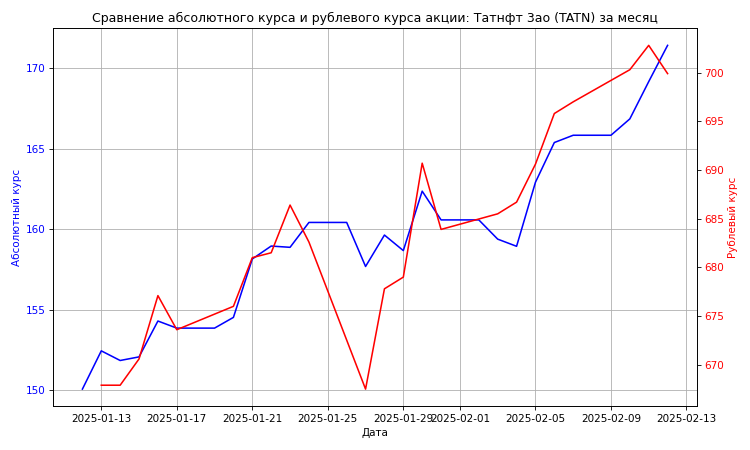 Сравнение абсолютного курса и рублевого курса акции: Татнфт 3ао (TATN) за месяц
170
165
160
155
150
Абсолютный курс
700
695
690
685
680
675
670
Рублевый курс
2025-01-13 2025-01-17 2025-01-21 2025-01-25 2025-01-29 2025-02-01 2025-02-05 2025-02-09 2025-02-13
Дата